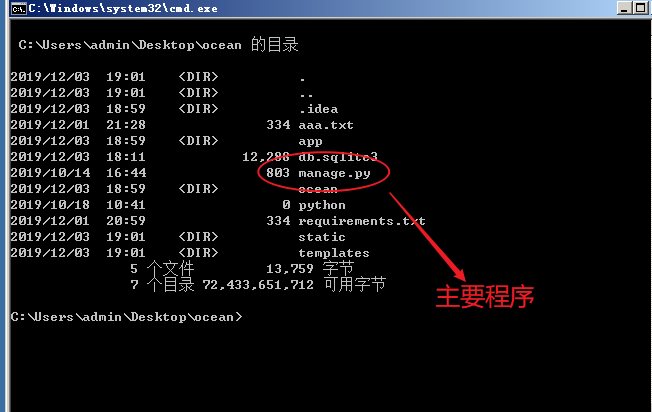 C:\Windows\system32\cmd.exe
C:\Users\admin\Desktop\ocean 的目录
2019/12/03 19:01 <DIR> .
2019/12/03 19:01 <DIR> ..
2019/12/03 18:59 <DIR> .idea
2019/12/01 21:28 334 aaa.txt
2019/12/03 18:59 <DIR> app
2019/12/03 18:11 12,288 db.sqlite3
2019/10/14 16:44 803 manage.py
2019/12/03 18:59 <DIR> ocean
2019/10/18 10:41 0 python
2019/12/01 20:59 334 requirements.txt
2019/12/03 19:01 <DIR> static
2019/12/03 19:01 <DIR> templates
5 个文件 13,759 字节
7 个目录 72,433,651,712 可用字节
主要程序
C:\Users\admin\Desktop\ocean>